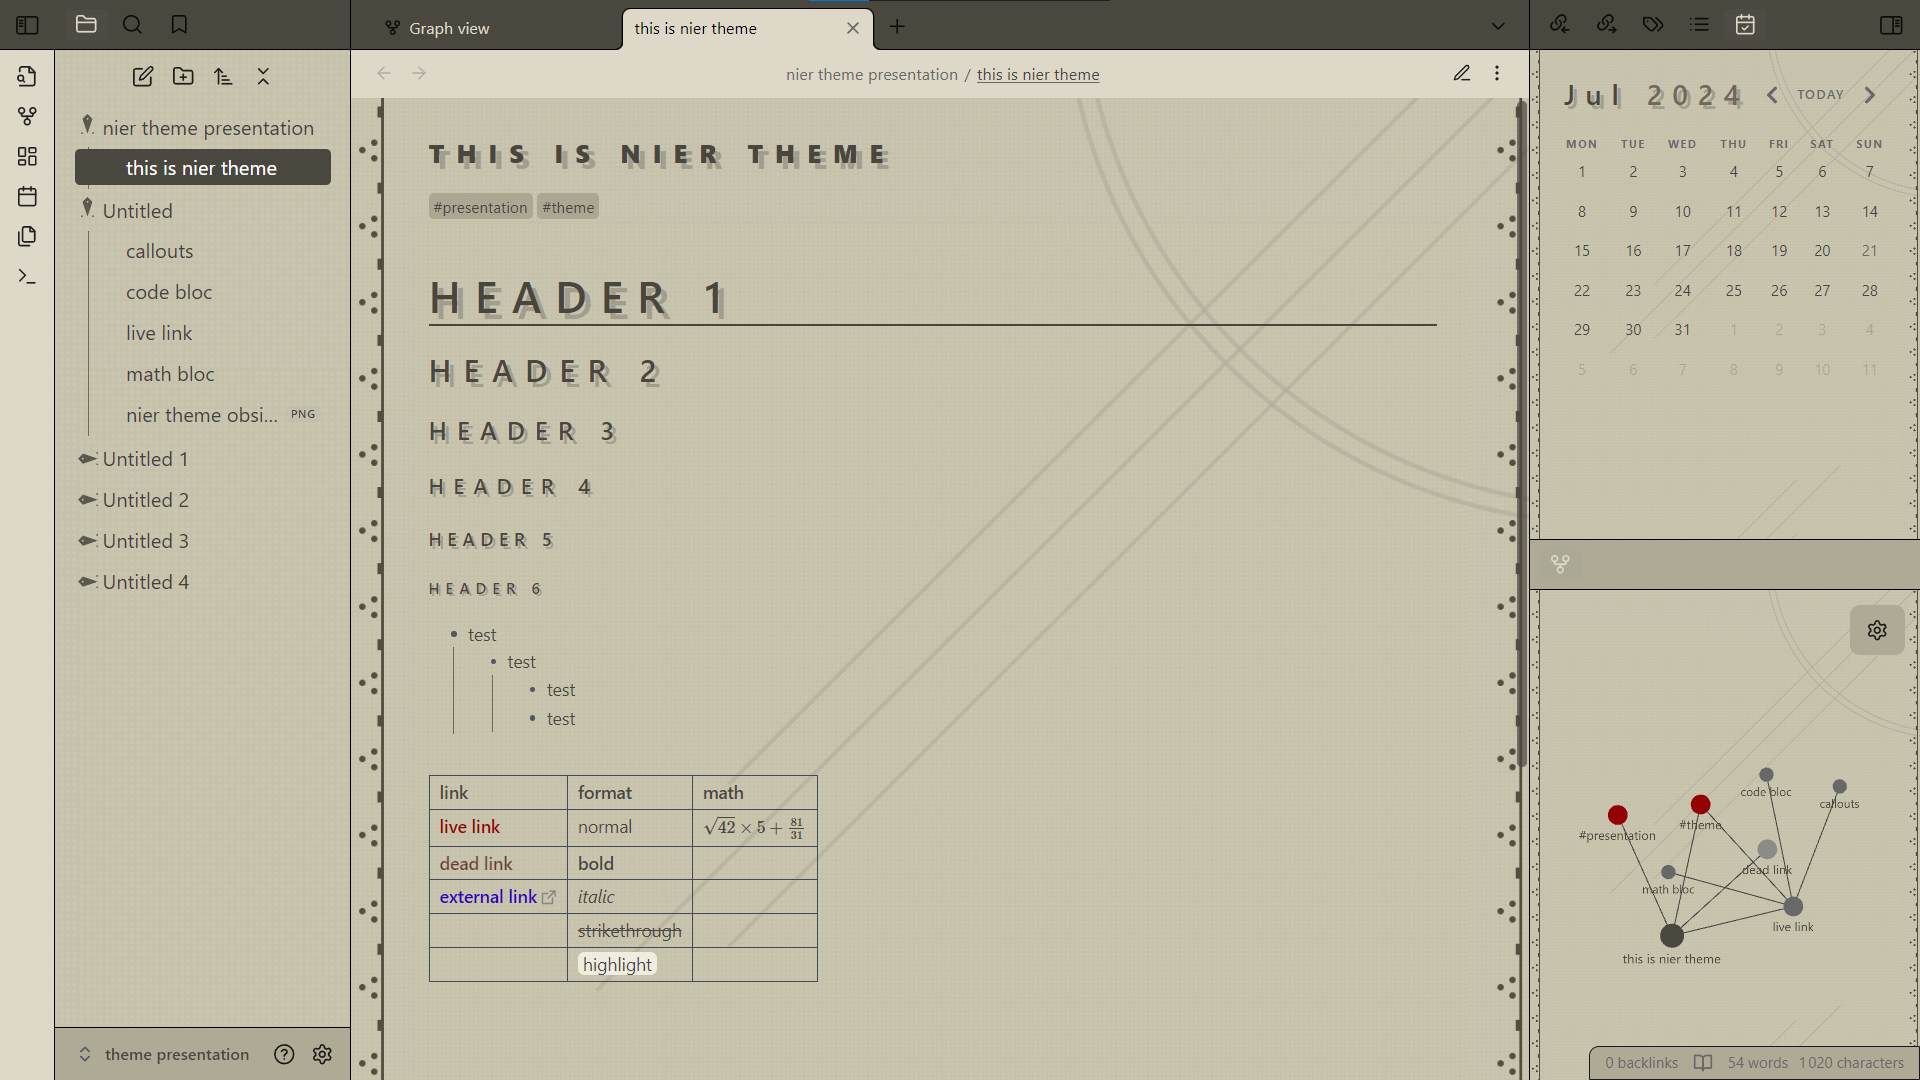 Graph view
this is nier theme
nier theme presentation / this is nier theme
nier theme presentation
this is nier theme
Untitled
callouts
code bloc
live link
math bloc
nier theme obsi... PNG
Untitled 1
Untitled 2
Untitled 3
Untitled 4
theme presentation
THIS IS NIER THEME
#presentation #theme
HEADER 1
HEADER 2
HEADER 3
HEADER 4
HEADER 5
HEADER 6
test
test
test
test
link format math
live link normal √42 × 5 + 81/31
dead link bold
external link italic
strikethrough
highlight
Jul 2024 TODAY
MON TUE WED THU FRI SAT SUN
1 2 3 4 5 6 7
8 9 10 11 12 13 14
15 16 17 18 19 20 21
22 23 24 25 26 27 28
29 30 31 1 2 3 4
5 6 7 8 9 10 11
code bloc
callouts
#theme
#presentation
dead link
math bloc
live link
this is nier theme
0 backlinks 54 words 1020 characters